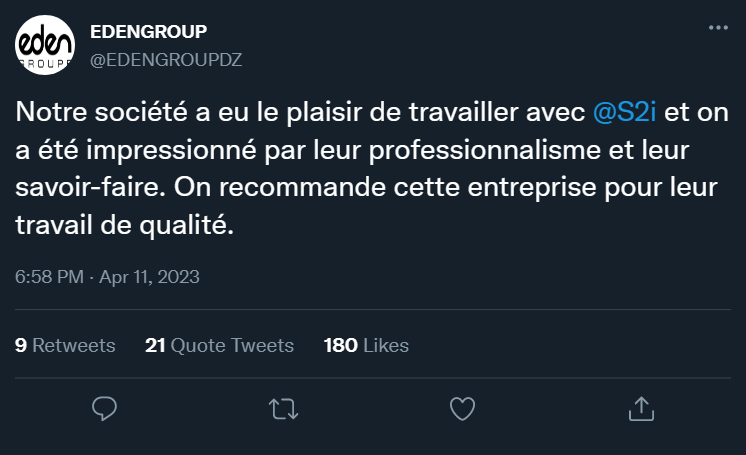 eden
GROUPE
EDENGROUP
@EDENGROUPDZ
Notre société a eu le plaisir de travailler avec @S2i et on
a été impressionné par leur professionnalisme et leur
savoir-faire. On recommande cette entreprise pour leur
travail de qualité.
6:58 PM · Apr 11, 2023
9 Retweets 21 Quote Tweets 180 Likes